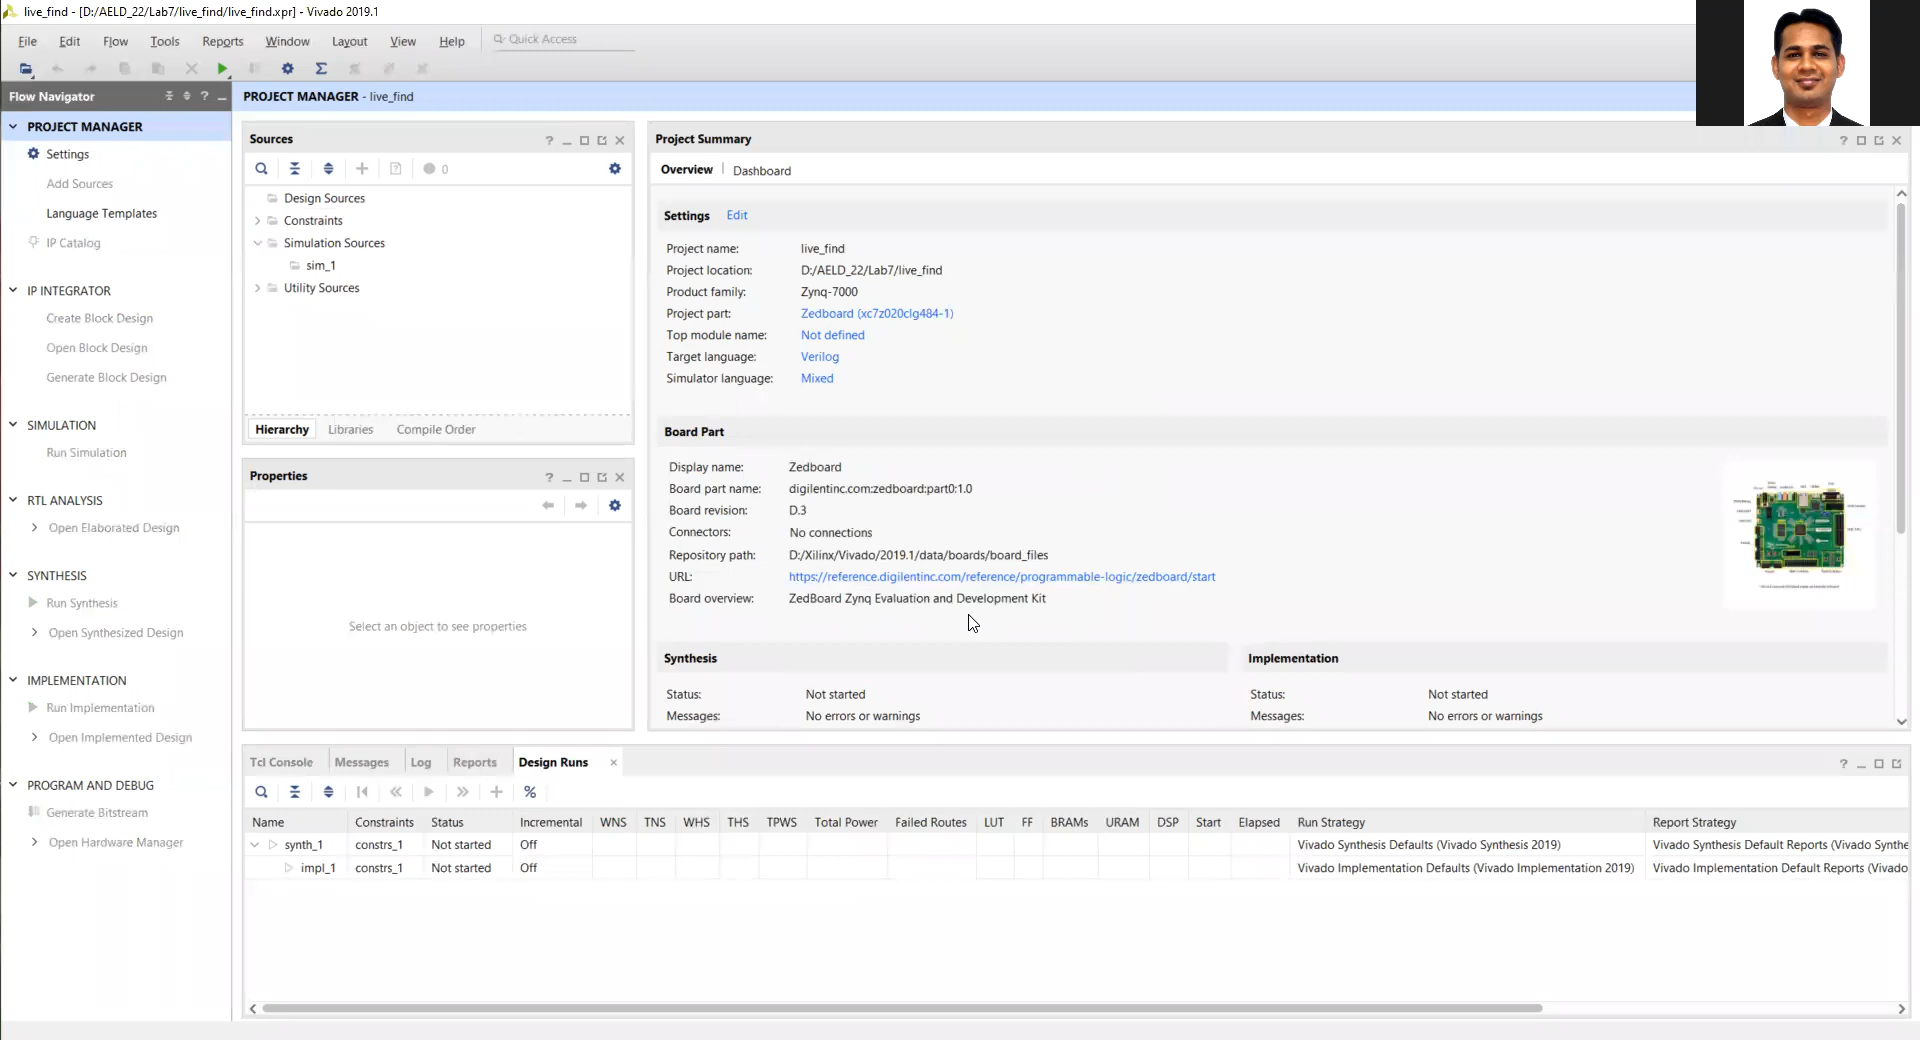 live_find - [D:/AELD_22/Lab7/live_find/live_find.xpr] - Vivado 2019.1
File Edit Flow Tools Reports Window Layout View Help Quick Access
Flow Navigator
PROJECT MANAGER
Settings
Add Sources
Language Templates
IP Catalog
IP INTEGRATOR
Create Block Design
Open Block Design
Generate Block Design
SIMULATION
Run Simulation
RTL ANALYSIS
Open Elaborated Design
SYNTHESIS
Run Synthesis
Open Synthesized Design
IMPLEMENTATION
Run Implementation
Open Implemented Design
PROGRAM AND DEBUG
Generate Bitstream
Open Hardware Manager
PROJECT MANAGER - live_find
Sources
0
Design Sources
Constraints
Simulation Sources
sim_1
Utility Sources
Hierarchy Libraries Compile Order
Properties
Select an object to see properties
Project Summary
Overview Dashboard
Settings Edit
Project name: live_find
Project location: D:/AELD_22/Lab7/live_find
Product family: Zynq-7000
Project part: Zedboard (xc7z020clg484-1)
Top module name: Not defined
Target language: Verilog
Simulator language: Mixed
Board Part
Display name: Zedboard
Board part name: digilentinc.com:zedboard:part0:1.0
Board revision: D.3
Connectors: No connections
Repository path: D:/Xilinx/Vivado/2019.1/data/boards/board_files
URL: https://reference.digilentinc.com/reference/programmable-logic/zedboard/start
Board overview: ZedBoard Zynq Evaluation and Development Kit
Synthesis
Status: Not started
Messages: No errors or warnings
Implementation
Status: Not started
Messages: No errors or warnings
Tcl Console Messages Log Reports Design Runs
Name Constraints Status Incremental WNS TNS WHS THS TPWS Total Power Failed Routes LUT FF BRAMs URAM DSP Start Elapsed Run Strategy Report Strategy
synth_1 constrs_1 Not started Off Vivado Synthesis Defaults (Vivado Synthesis 2019) Vivado Synthesis Default Reports (Vivado Synthe
impl_1 constrs_1 Not started Off Vivado Implementation Defaults (Vivado Implementation 2019) Vivado Implementation Default Reports (Vivado